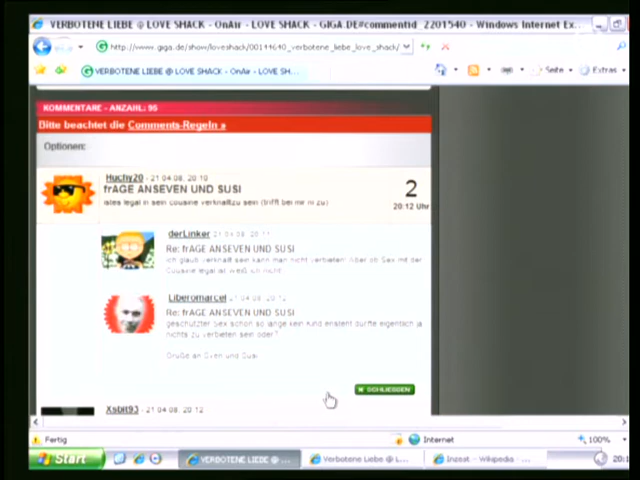 VERBOTENE LIEBE @ LOVE SHACK - OnAir - LOVE SHACK - GIGA.DE#commentid_2201540 - Windows Internet Ex...
http://www.giga.de/show/loveshack/00144640_verbotene_liebe_love_shack/
VERBOTENE LIEBE @ LOVE SHACK - OnAir - LOVE SH...
Seite
Extras
KOMMENTARE - ANZAHL: 95
Bitte beachtet die Comments-Regeln »
Optionen:
Huchy20 - 21.04.08, 20:10
frAGE ANSEVEN UND SUSI
istes legal in sein cousine verknaltzu sein (trifft bei mir ni zu)
2
20:12 Uhr
derLinker 21.04.08, 20:11
Re: frAGE ANSEVEN UND SUSI
ich glaub verknallt sein kann man nicht verbieten! Aber ob Sex mit der
Cousine legal ist weiß ich nicht!
Liberomarcel 21.04.08, 20:12
Re: frAGE ANSEVEN UND SUSI
geschützter Sex schon so lange kein kind ensteht dürfte eigentlich ja
nichts zu verbieten sein oder?
Grüße an Sven und Susi
SCHLIESSEN
Xsbit93 - 21.04.08, 20:12
Fertig
Internet
100%
Start
VERBOTENE LIEBE @ ...
Verbotene Liebe @ L...
Inzest - Wikipedia - ...
20:1